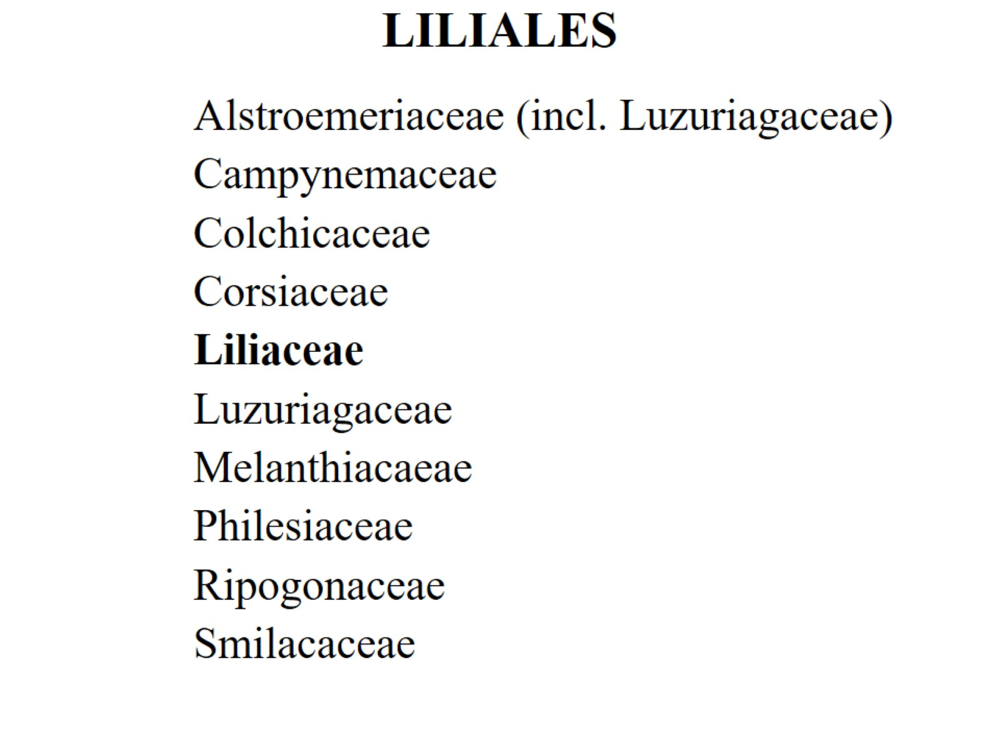 LILIALES
Alstroemeriaceae (incl. Luzuriagaceae)
Campynemaceae
Colchicaceae
Corsiaceae
Liliaceae
Luzuriagaceae
Melanthiacaeae
Philesiaceae
Ripogonaceae
Smilacaceae